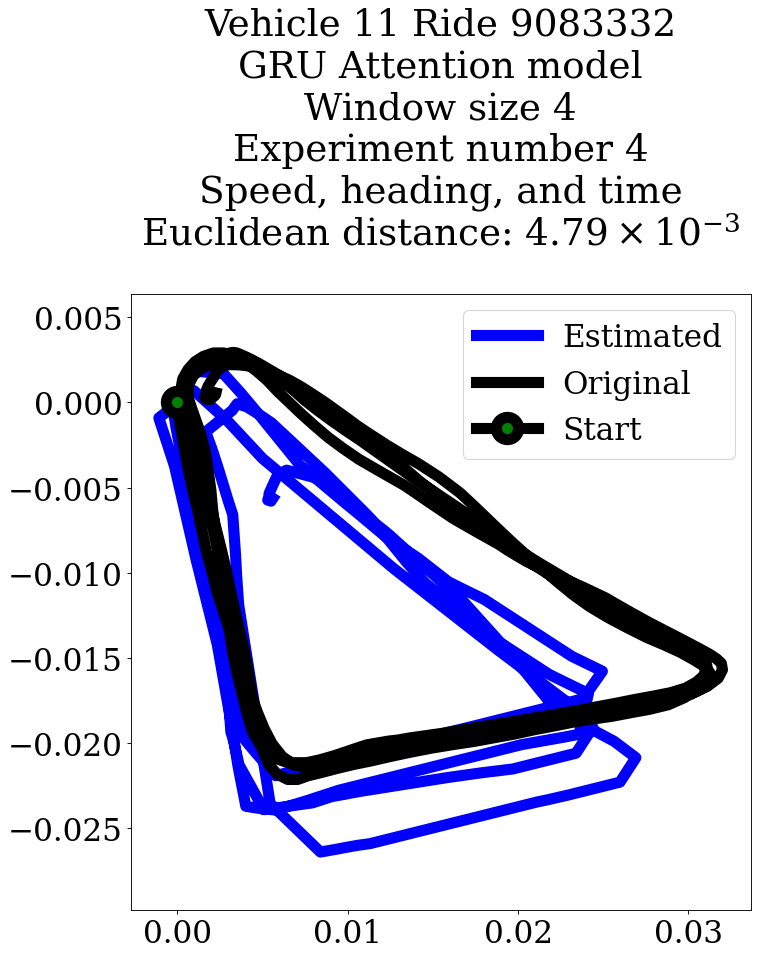 Vehicle 11 Ride 9083332
GRU Attention model
Window size 4
Experiment number 4
Speed, heading, and time
Euclidean distance: 4.79 × 10⁻³
0.005
0.000
−0.005
−0.010
−0.015
−0.020
−0.025
Estimated
Original
Start
0.00 0.01 0.02 0.03